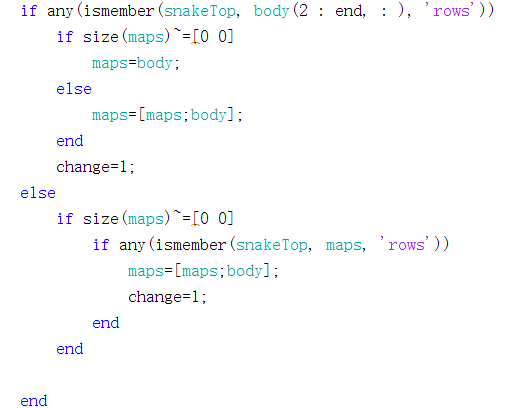 if any(ismember(snakeTop, body(2 : end, : ), 'rows'))
    if size(maps)~=[0 0]
        maps=body;
    else
        maps=[maps;body];
    end
    change=1;
else
    if size(maps)~=[0 0]
        if any(ismember(snakeTop, maps, 'rows'))
            maps=[maps;body];
            change=1;
        end
    end
end